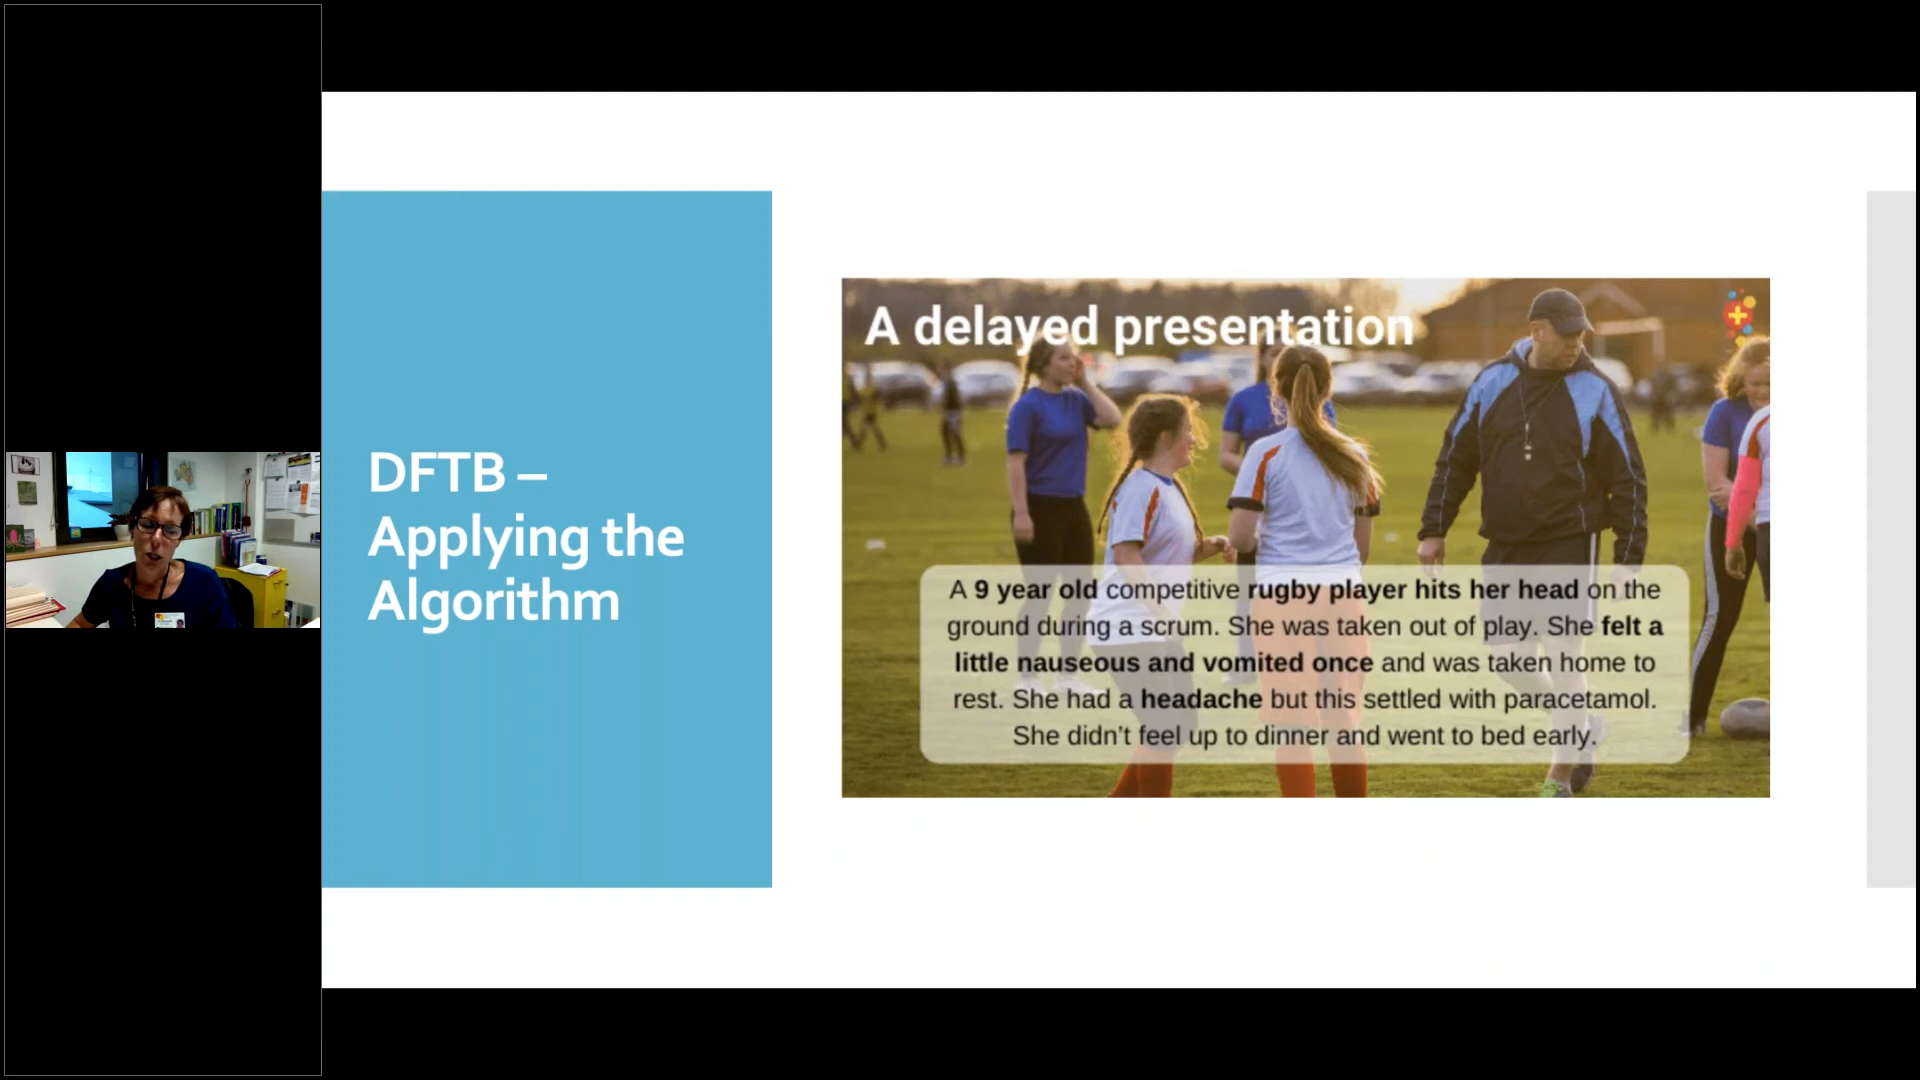 DFTB –
Applying the
Algorithm
A delayed presentation
A 9 year old competitive rugby player hits her head on the
ground during a scrum. She was taken out of play. She felt a
little nauseous and vomited once and was taken home to
rest. She had a headache but this settled with paracetamol.
She didn't feel up to dinner and went to bed early.